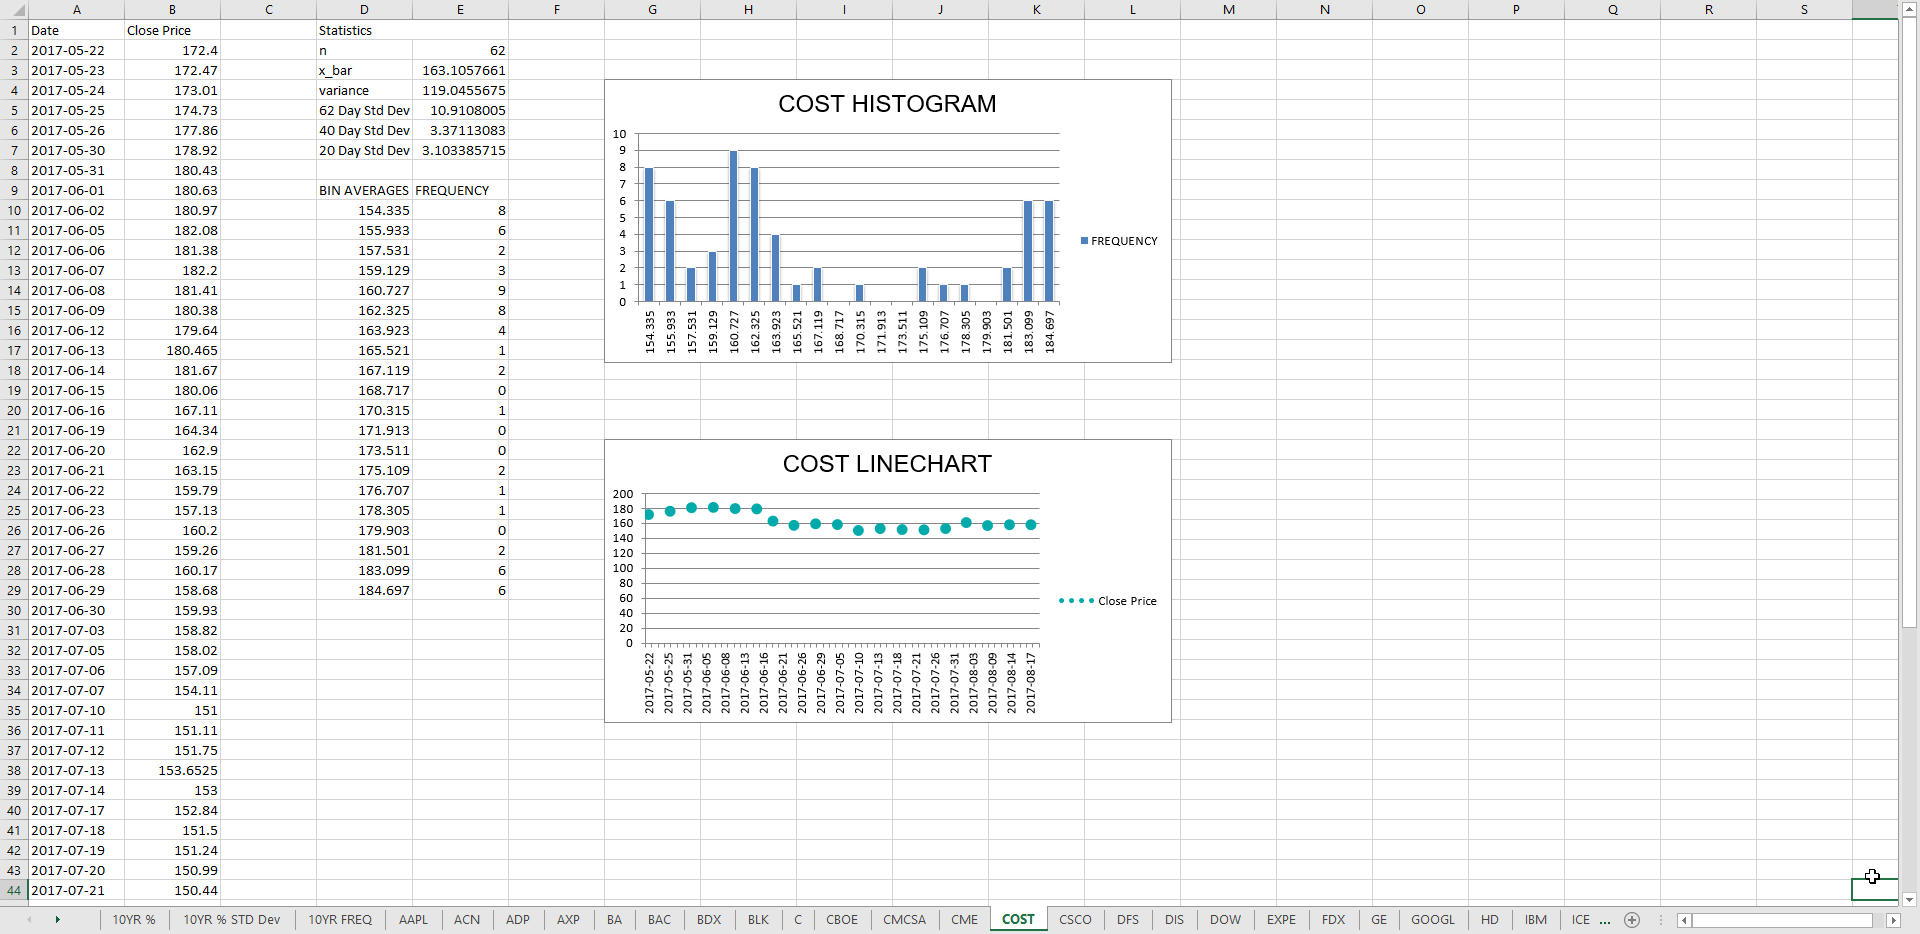 A B C D E F G H I J K L M N O P Q R S
1 Date Close Price Statistics
2 2017-05-22 172.4 n 62
3 2017-05-23 172.47 x_bar 163.1057661
4 2017-05-24 173.01 variance 119.0455675
5 2017-05-25 174.73 62 Day Std Dev 10.9108005
6 2017-05-26 177.86 40 Day Std Dev 3.37113083
7 2017-05-30 178.92 20 Day Std Dev 3.103385715
8 2017-05-31 180.43
9 2017-06-01 180.63 BIN AVERAGES FREQUENCY
10 2017-06-02 180.97 154.335 8
11 2017-06-05 182.08 155.933 6
12 2017-06-06 181.38 157.531 2
13 2017-06-07 182.2 159.129 3
14 2017-06-08 181.41 160.727 9
15 2017-06-09 180.38 162.325 8
16 2017-06-12 179.64 163.923 4
17 2017-06-13 180.465 165.521 1
18 2017-06-14 181.67 167.119 2
19 2017-06-15 180.06 168.717 0
20 2017-06-16 167.11 170.315 1
21 2017-06-19 164.34 171.913 0
22 2017-06-20 162.9 173.511 0
23 2017-06-21 163.15 175.109 2
24 2017-06-22 159.79 176.707 1
25 2017-06-23 157.13 178.305 1
26 2017-06-26 160.2 179.903 0
27 2017-06-27 159.26 181.501 2
28 2017-06-28 160.17 183.099 6
29 2017-06-29 158.68 184.697 6
30 2017-06-30 159.93
31 2017-07-03 158.82
32 2017-07-05 158.02
33 2017-07-06 157.09
34 2017-07-07 154.11
35 2017-07-10 151
36 2017-07-11 151.11
37 2017-07-12 151.75
38 2017-07-13 153.6525
39 2017-07-14 153
40 2017-07-17 152.84
41 2017-07-18 151.5
42 2017-07-19 151.24
43 2017-07-20 150.99
44 2017-07-21 150.44
COST HISTOGRAM
10
9
8
7
6
5
4
3
2
1
0
154.335 155.933 157.531 159.129 160.727 162.325 163.923 165.521 167.119 168.717 170.315 171.913 173.511 175.109 176.707 178.305 179.903 181.501 183.099 184.697
FREQUENCY
COST LINECHART
200
180
160
140
120
100
80
60
40
20
0
2017-05-22 2017-05-25 2017-05-31 2017-06-05 2017-06-08 2017-06-13 2017-06-16 2017-06-21 2017-06-26 2017-06-29 2017-07-05 2017-07-10 2017-07-13 2017-07-18 2017-07-21 2017-07-26 2017-07-31 2017-08-03 2017-08-09 2017-08-14 2017-08-17
Close Price
10YR % 10YR % STD Dev 10YR FREQ AAPL ACN ADP AXP BA BAC BDX BLK C CBOE CMCSA CME COST CSCO DFS DIS DOW EXPE FDX GE GOOGL HD IBM ICE ...